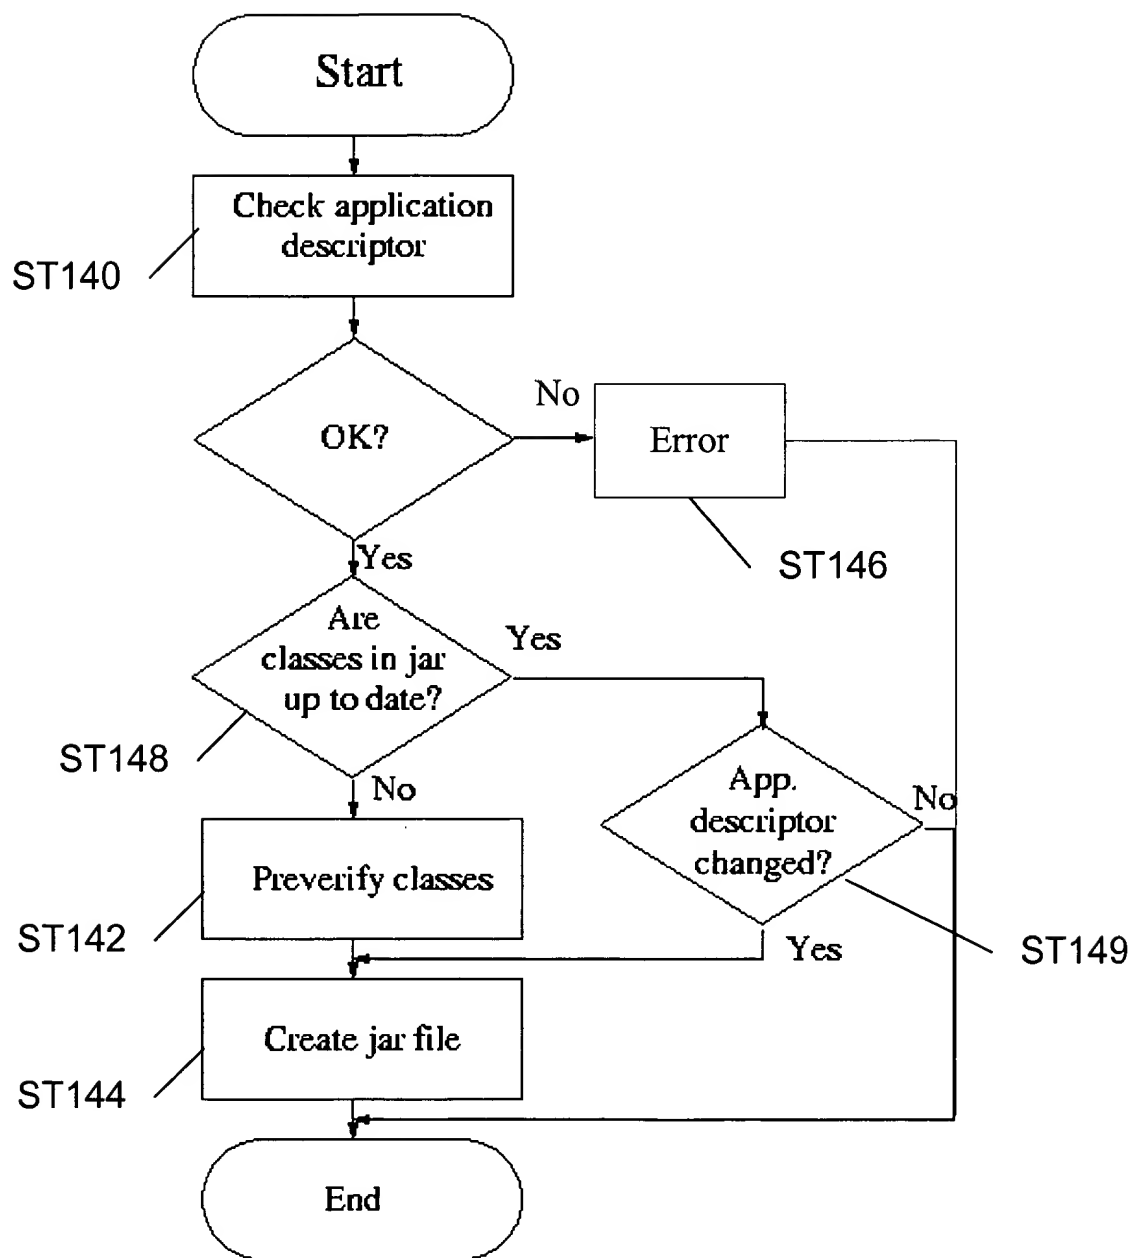 Start
Check application
descriptor
ST140
OK?
No
Error
ST146
Yes
Are
classes in jar
up to date?
Yes
ST148
No
App.
descriptor
changed?
No
ST149
Yes
Preverify classes
ST142
Create jar file
ST144
End